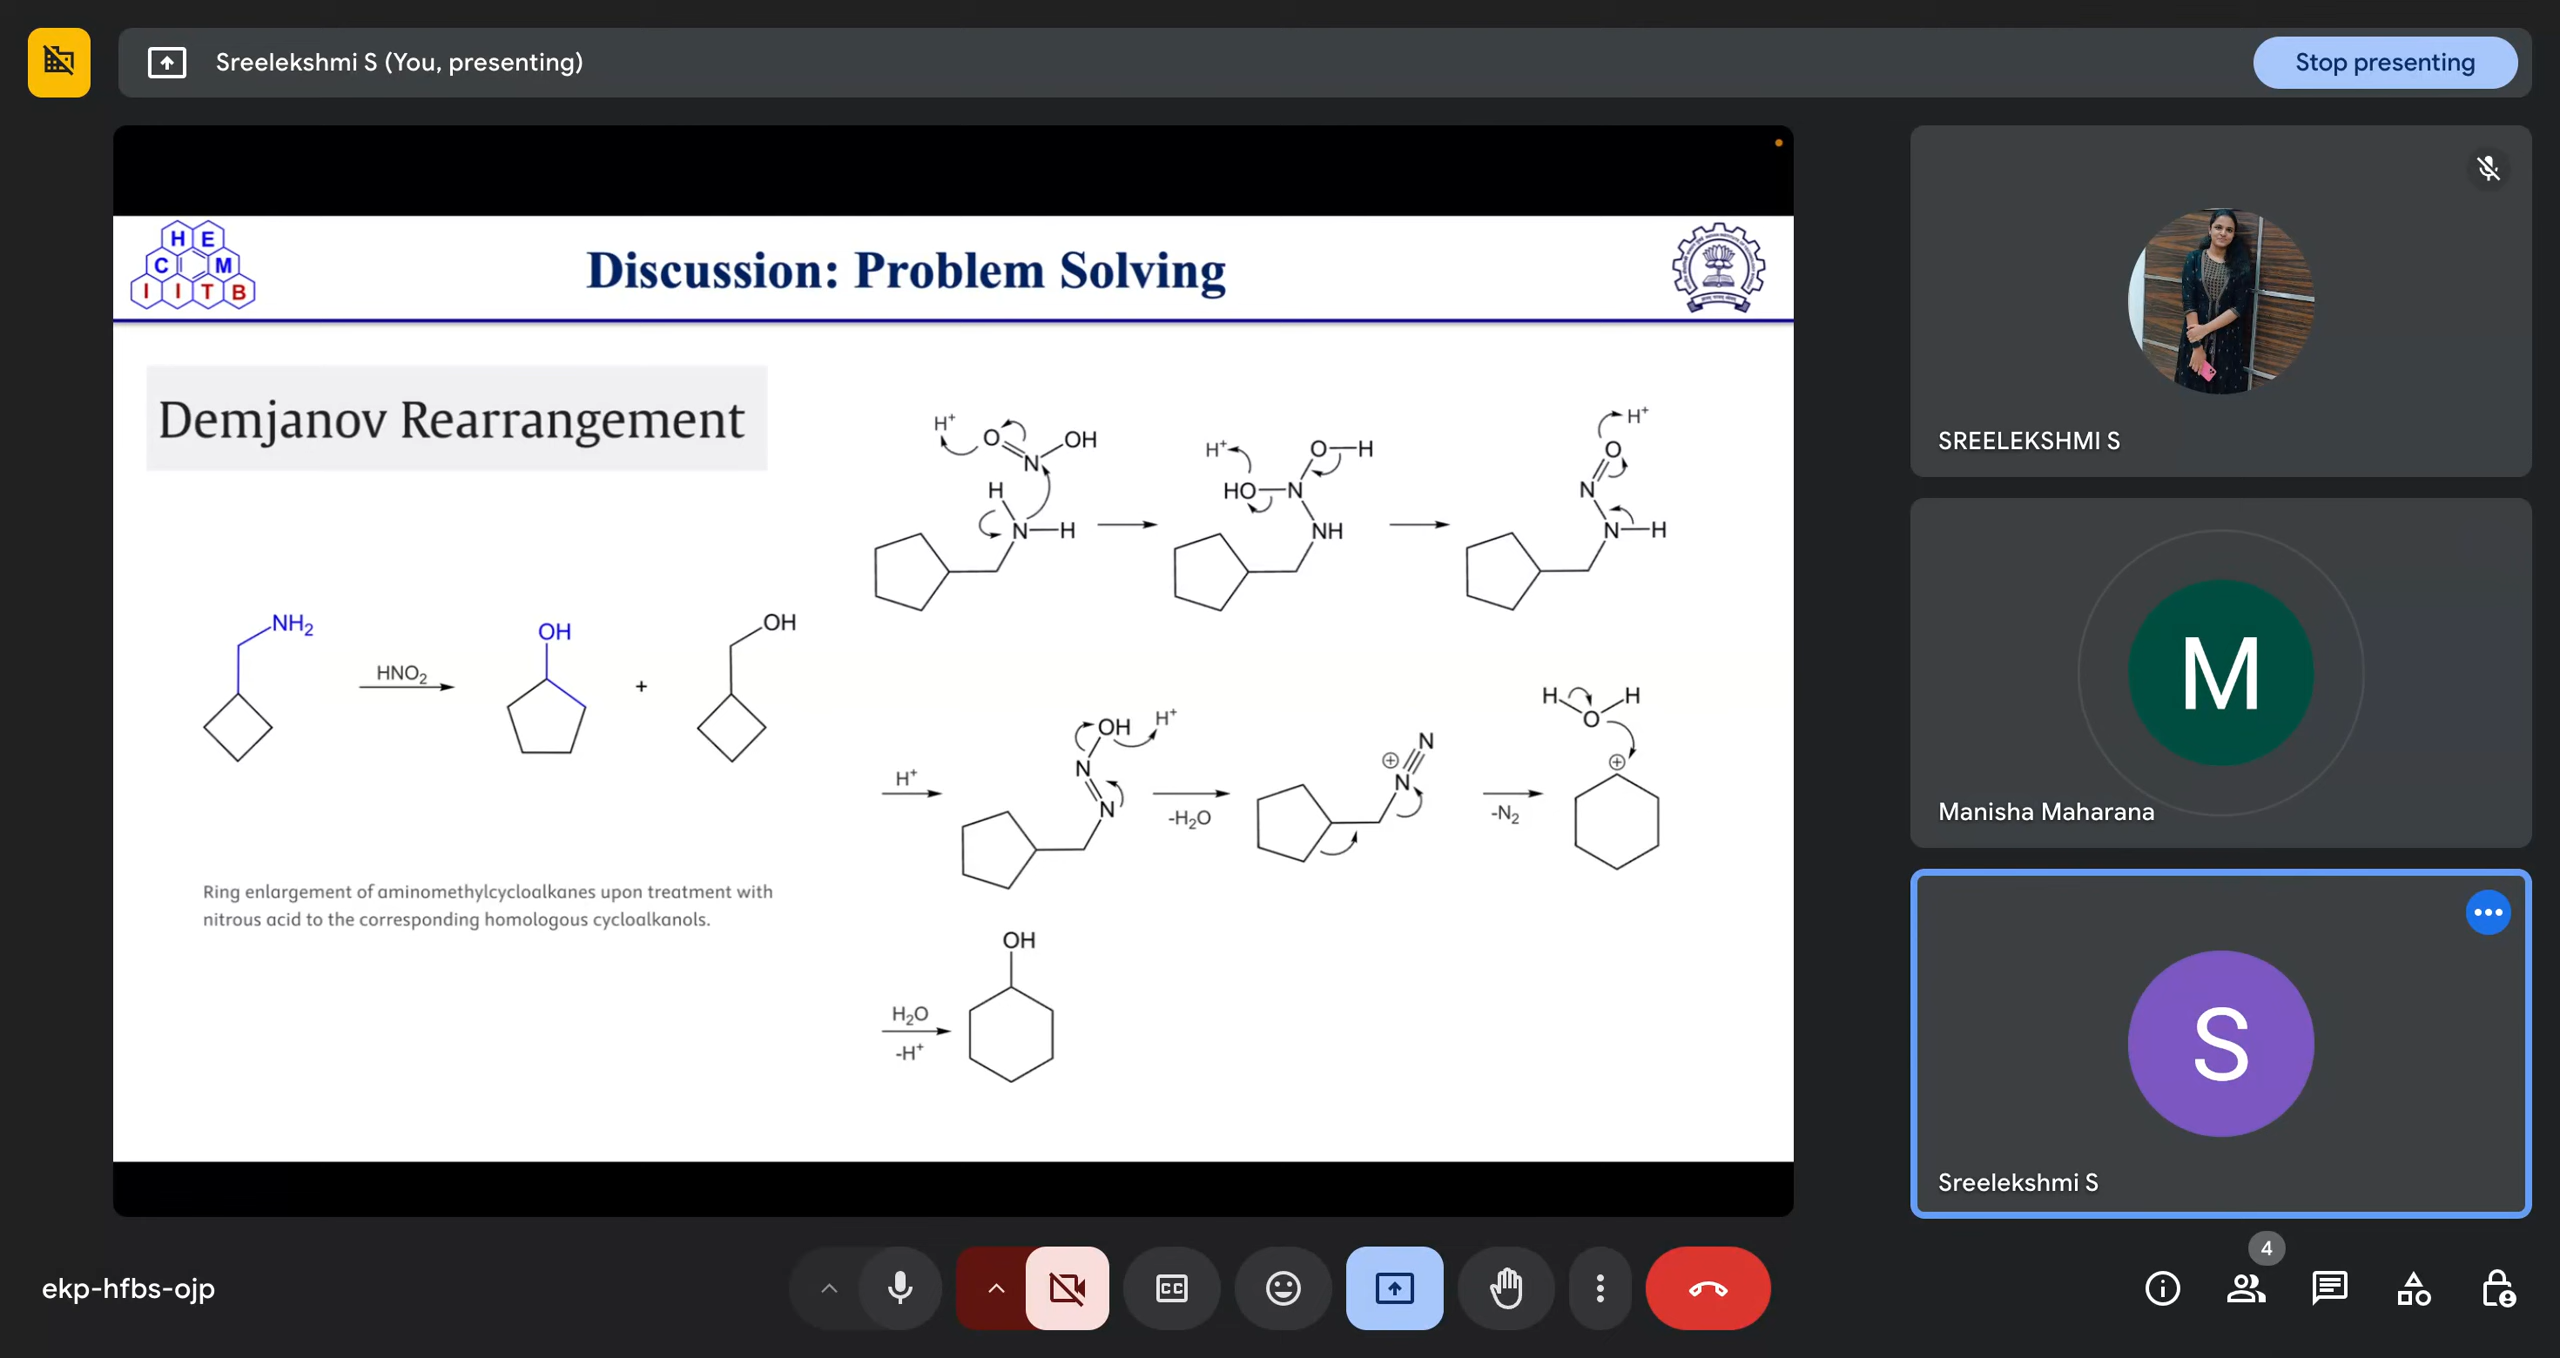 Sreelekshmi S (You, presenting)
Stop presenting
H E
C M
I I T B
Discussion: Problem Solving
Demjanov Rearrangement
H⁺ O N OH
H
N—H
H⁺ O—H
HO—N
NH
H⁺
O
N
N—H
NH₂
HNO₂
OH
+
OH
H⁺
OH H⁺
N
N
-H₂O
⊕ N
N
-N₂
H H
O
⊕
Ring enlargement of aminomethylcycloalkanes upon treatment with
nitrous acid to the corresponding homologous cycloalkanols.
H₂O
-H⁺
OH
SREELEKSHMI S
M
Manisha Maharana
S
Sreelekshmi S
ekp-hfbs-ojp
CC
4